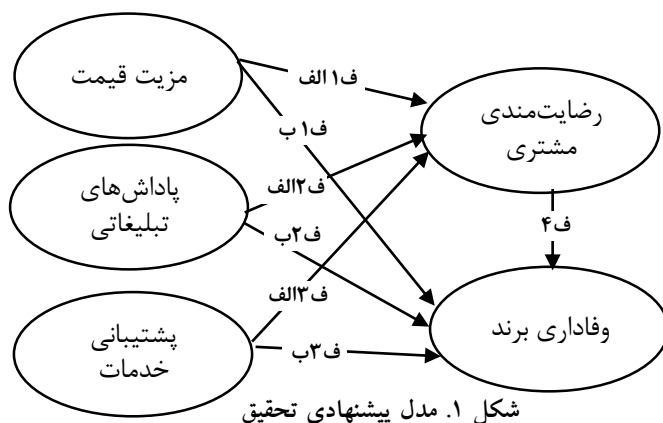 مزیت قیمت
ف۱الف
رضایت‌مندی
مشتری
ف۱ب
پاداش‌های
تبلیغاتی
ف۲الف
ف۲ب
ف۴
ف۳الف
وفاداری برند
پشتیبانی
خدمات
ف۳ب
شکل ۱. مدل پیشنهادی تحقیق